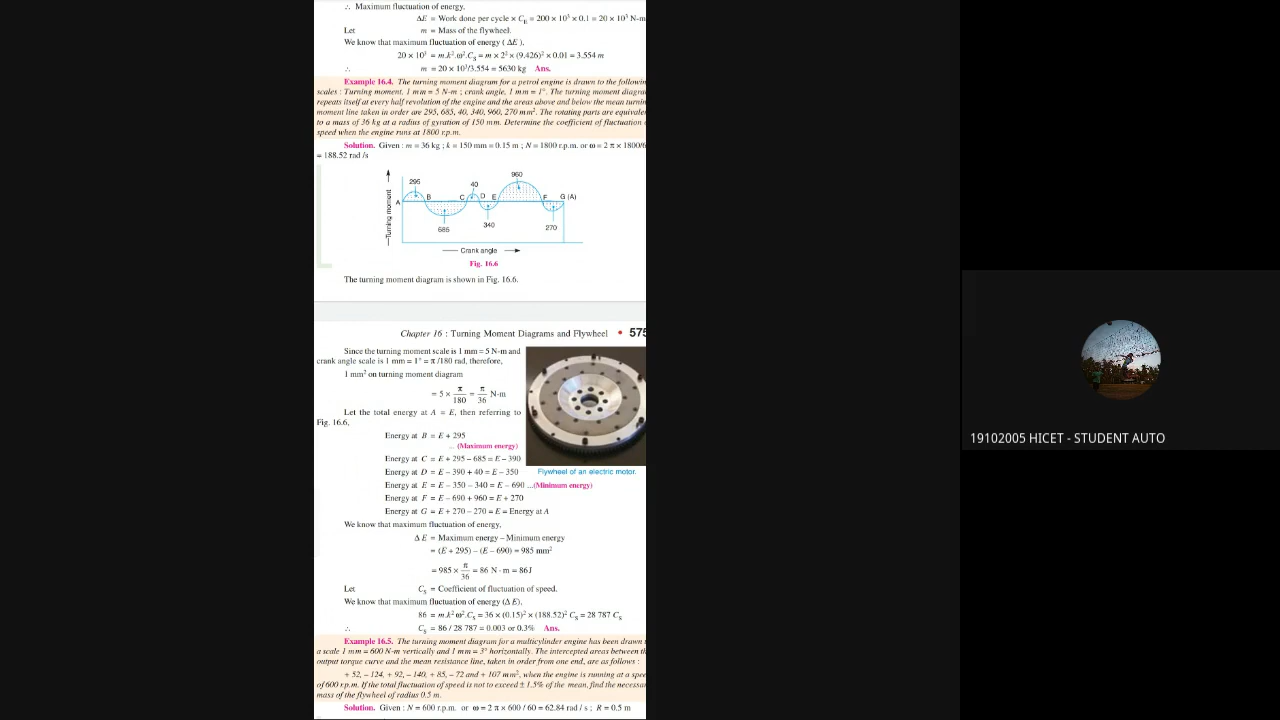 ∴ Maximum fluctuation of energy,
ΔE = Work done per cycle × C_E = 200 × 10³ × 0.1 = 20 × 10³ N-m
Let m = Mass of the flywheel.
We know that maximum fluctuation of energy ( ΔE ),
20 × 10³ = m.k².ω².C_S = m × 2² × (9.426)² × 0.01 = 3.554 m
∴ m = 20 × 10³/3.554 = 5630 kg Ans.
Example 16.4. The turning moment diagram for a petrol engine is drawn to the followin
scales : Turning moment, 1 mm = 5 N-m ; crank angle, 1 mm = 1°. The turning moment diagra
repeats itself at every half revolution of the engine and the areas above and below the mean turnin
moment line taken in order are 295, 685, 40, 340, 960, 270 mm². The rotating parts are equivale
to a mass of 36 kg at a radius of gyration of 150 mm. Determine the coefficient of fluctuation o
speed when the engine runs at 1800 r.p.m.
Solution. Given : m = 36 kg ; k = 150 mm = 0.15 m ; N = 1800 r.p.m. or ω = 2 π × 1800/6
= 188.52 rad /s
Turning moment
295
40
960
A B C D E F G (A)
685
340
270
Crank angle
Fig. 16.6
The turning moment diagram is shown in Fig. 16.6.
Chapter 16 : Turning Moment Diagrams and Flywheel • 575
Since the turning moment scale is 1 mm = 5 N-m and
crank angle scale is 1 mm = 1° = π /180 rad, therefore,
1 mm² on turning moment diagram
= 5 × π/180 = π/36 N-m
Let the total energy at A = E, then referring to
Fig. 16.6,
Energy at B = E + 295
... (Maximum energy)
Energy at C = E + 295 – 685 = E – 390
Energy at D = E – 390 + 40 = E – 350
Flywheel of an electric motor.
Energy at E = E – 350 – 340 = E – 690 ...(Minimum energy)
Energy at F = E – 690 + 960 = E + 270
Energy at G = E + 270 – 270 = E = Energy at A
We know that maximum fluctuation of energy,
Δ E = Maximum energy – Minimum energy
= (E + 295) – (E – 690) = 985 mm²
= 985 × π/36 = 86 N - m = 86 J
Let C_S = Coefficient of fluctuation of speed.
We know that maximum fluctuation of energy (Δ E),
86 = m.k² ω².C_S = 36 × (0.15)² × (188.52)² C_S = 28 787 C_S
∴ C_S = 86 / 28 787 = 0.003 or 0.3% Ans.
Example 16.5. The turning moment diagram for a multicylinder engine has been drawn t
a scale 1 mm = 600 N-m vertically and 1 mm = 3° horizontally. The intercepted areas between th
output torque curve and the mean resistance line, taken in order from one end, are as follows :
+ 52, – 124, + 92, – 140, + 85, – 72 and + 107 mm², when the engine is running at a spe
of 600 r.p.m. If the total fluctuation of speed is not to exceed ± 1.5% of the mean, find the necessa
mass of the flywheel of radius 0.5 m.
Solution. Given : N = 600 r.p.m. or ω = 2 π × 600 / 60 = 62.84 rad / s ; R = 0.5 m
19102005 HICET - STUDENT AUTO